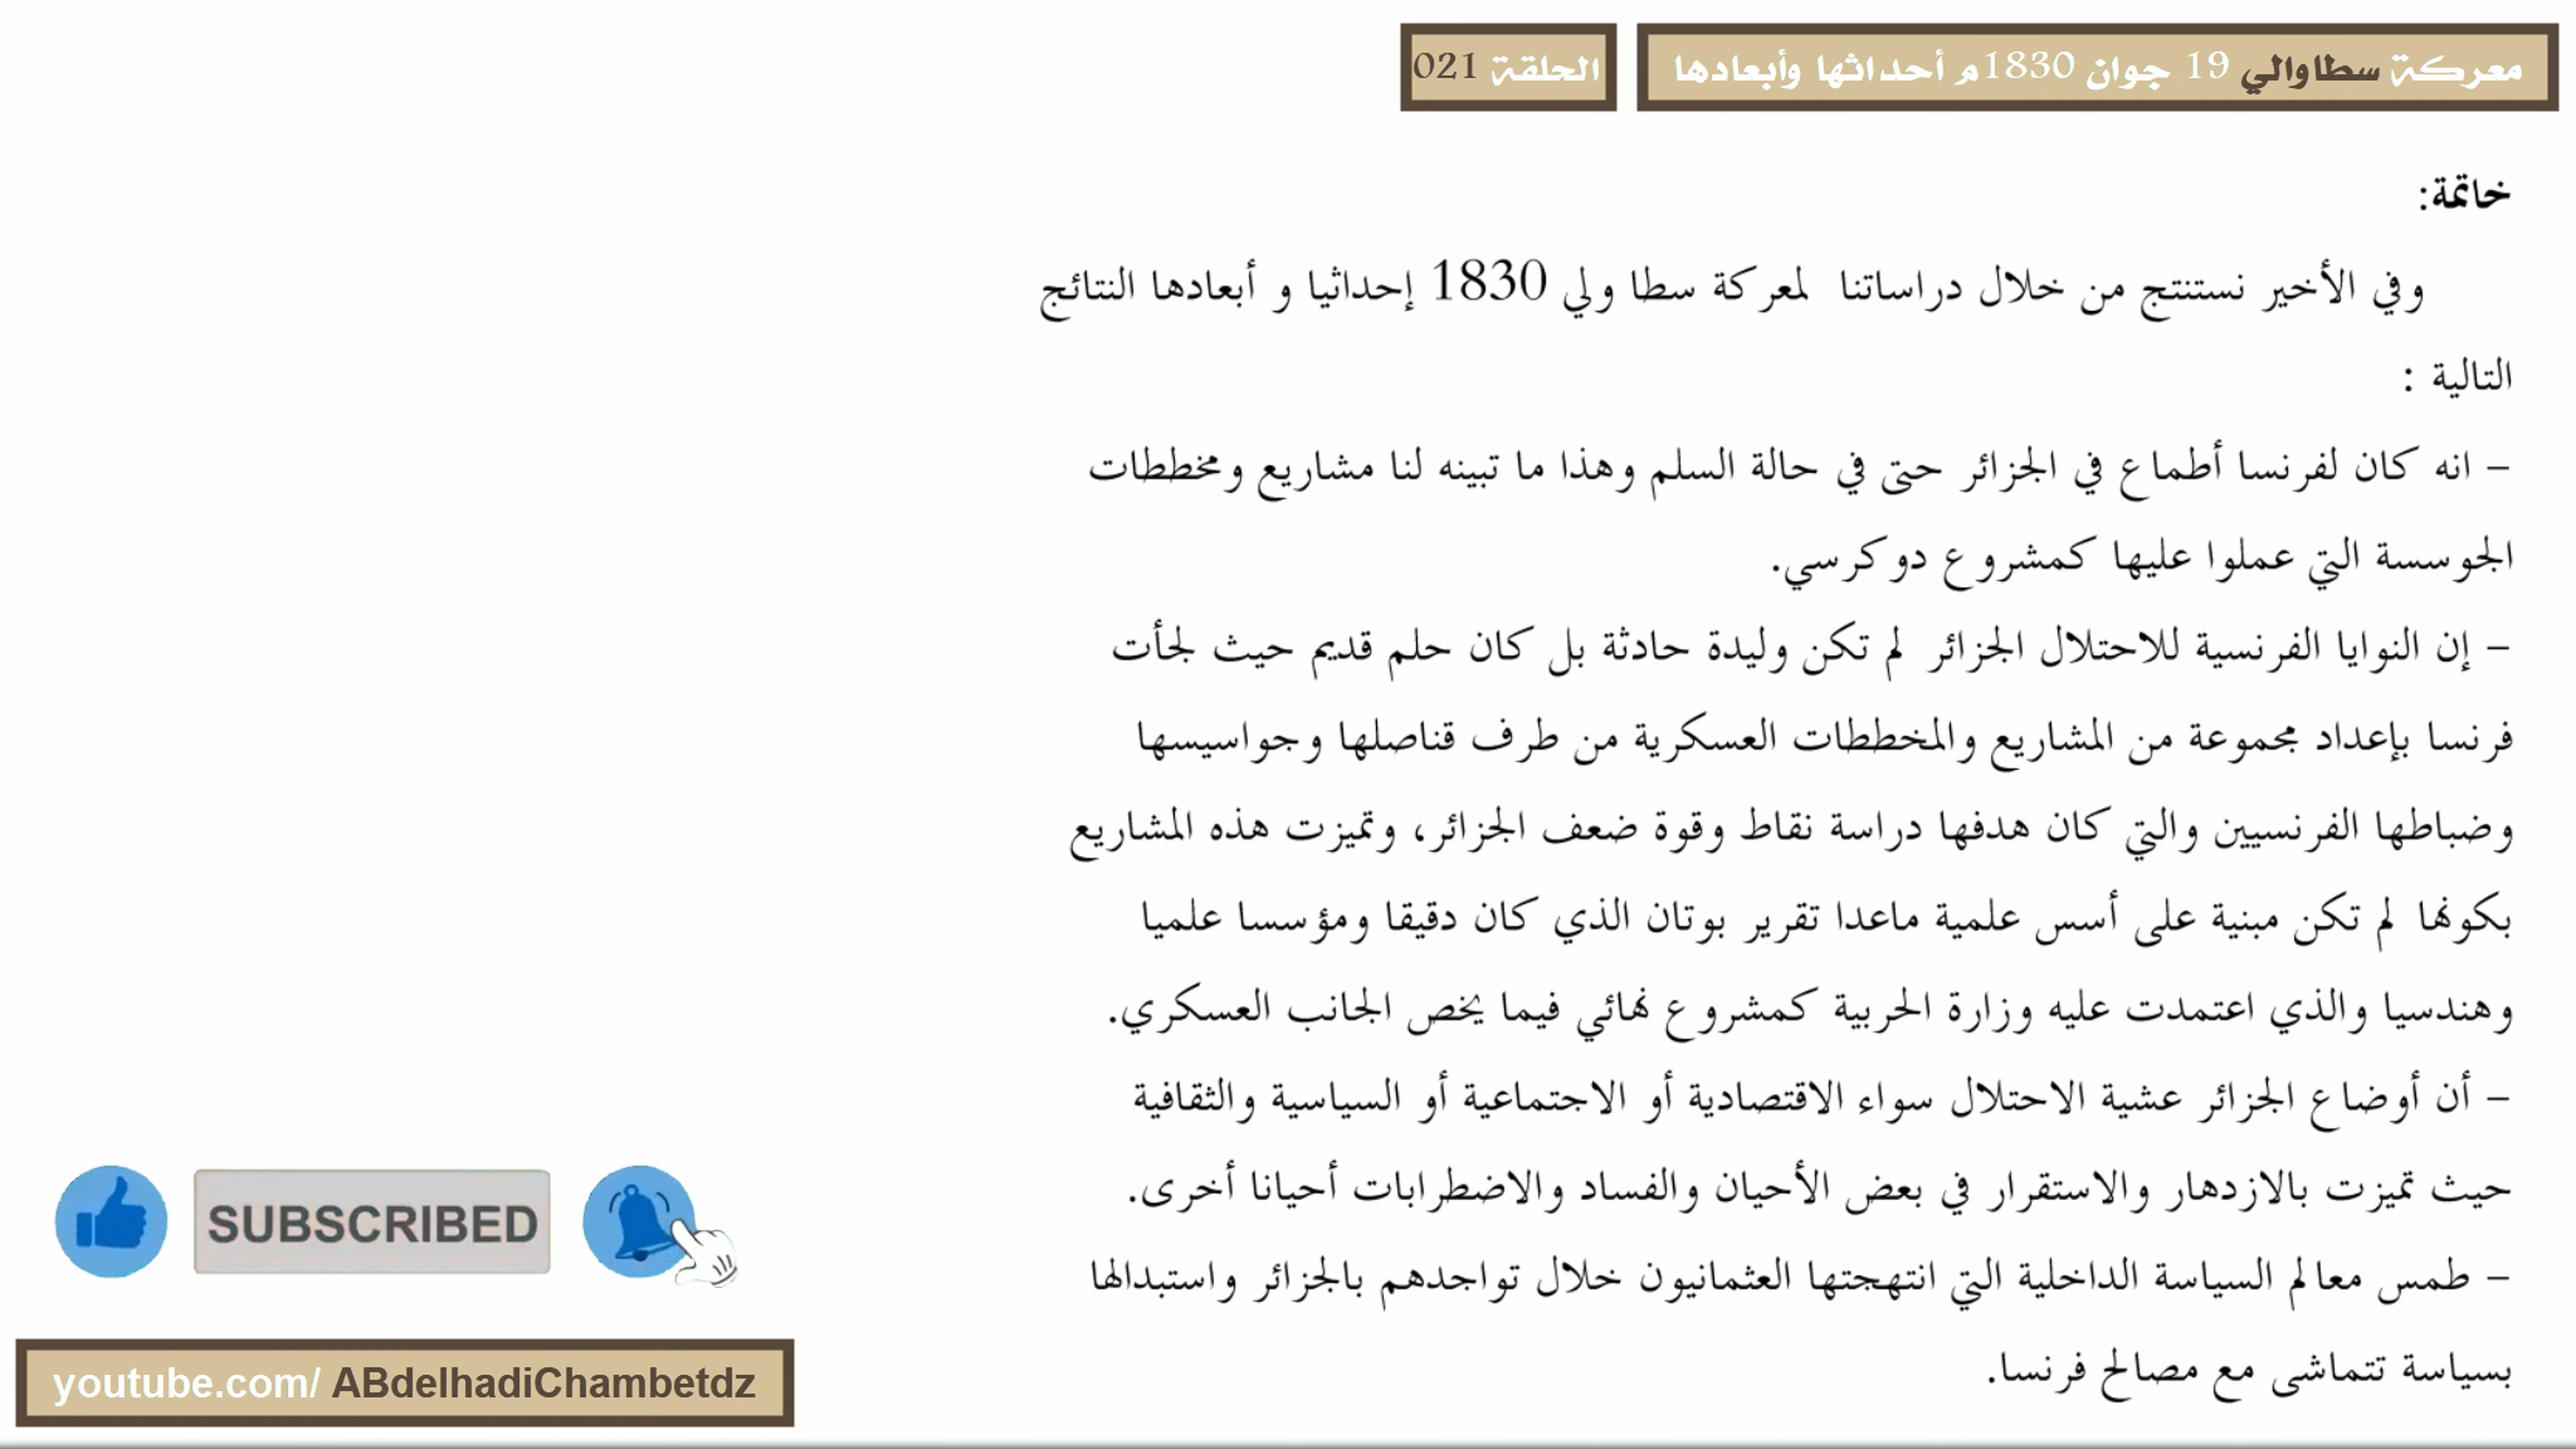 معركة سطاوالي 19 جوان 1830م أحداثها وأبعادها
الحلقة 021
خاتمة:
وفي الأخير نستنتج من خلال دراساتنا لمعركة سطا ولي 1830 إحداثيا و أبعادها النتائج
التالية :
– انه كان لفرنسا أطماع في الجزائر حتى في حالة السلم وهذا ما تبينه لنا مشاريع ومخططات
الجوسسة التي عملوا عليها كمشروع دو كرسي.
– إن النوايا الفرنسية للاحتلال الجزائر لم تكن وليدة حادثة بل كان حلم قديم حيث لجأت
فرنسا بإعداد مجموعة من المشاريع والمخططات العسكرية من طرف قناصلها وجواسيسها
وضباطها الفرنسيين والتي كان هدفها دراسة نقاط وقوة ضعف الجزائر، وتميزت هذه المشاريع
بكونها لم تكن مبنية على أسس علمية ماعدا تقرير بوتان الذي كان دقيقا ومؤسسا علميا
وهندسيا والذي اعتمدت عليه وزارة الحربية كمشروع نهائي فيما يخص الجانب العسكري.
– أن أوضاع الجزائر عشية الاحتلال سواء الاقتصادية أو الاجتماعية أو السياسية والثقافية
حيث تميزت بالازدهار والاستقرار في بعض الأحيان والفساد والاضطرابات أحيانا أخرى.
– طمس معالم السياسة الداخلية التي انتهجتها العثمانيون خلال تواجدهم بالجزائر واستبدالها
بسياسة تتماشى مع مصالح فرنسا.
SUBSCRIBED
youtube.com/ ABdelhadiChambetdz